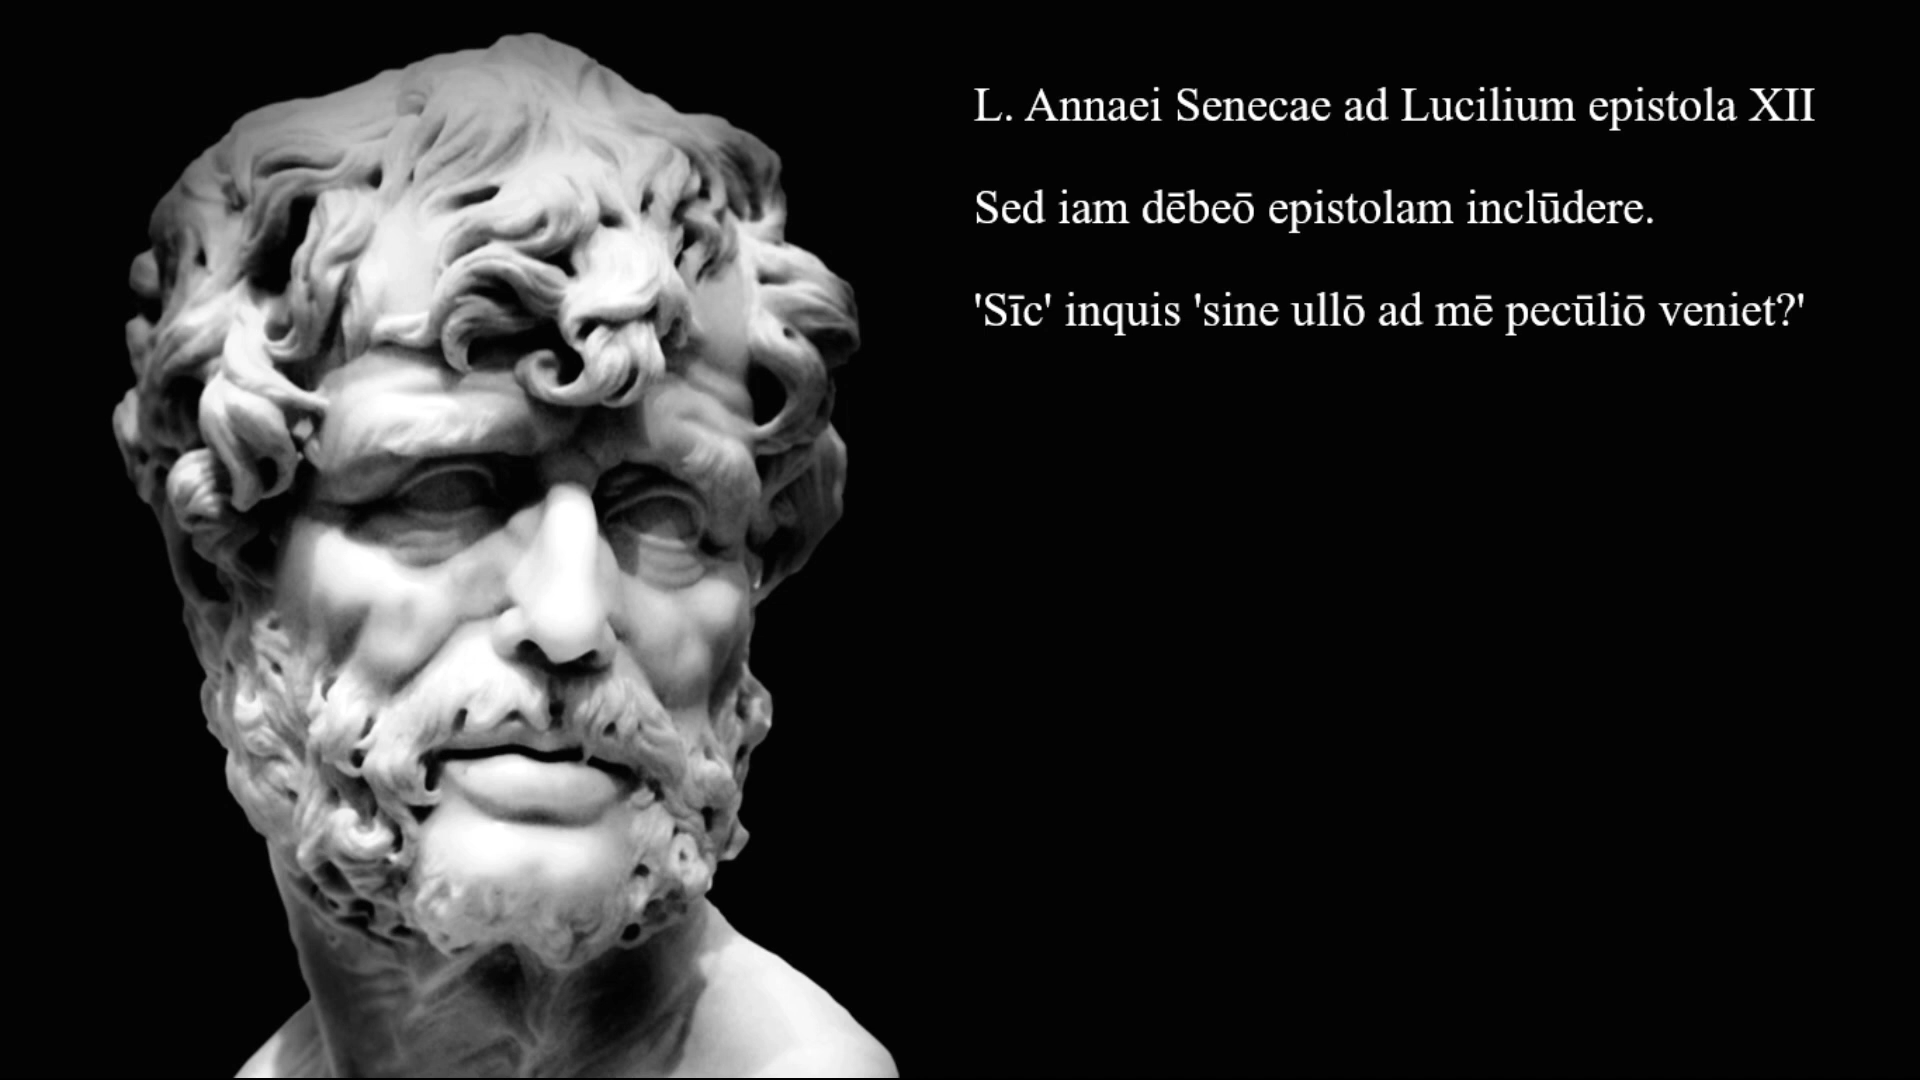 L. Annaei Senecae ad Lucilium epistola XII
Sed iam dēbeō epistolam inclūdere.
'Sīc' inquis 'sine ullō ad mē pecūliō veniet?'